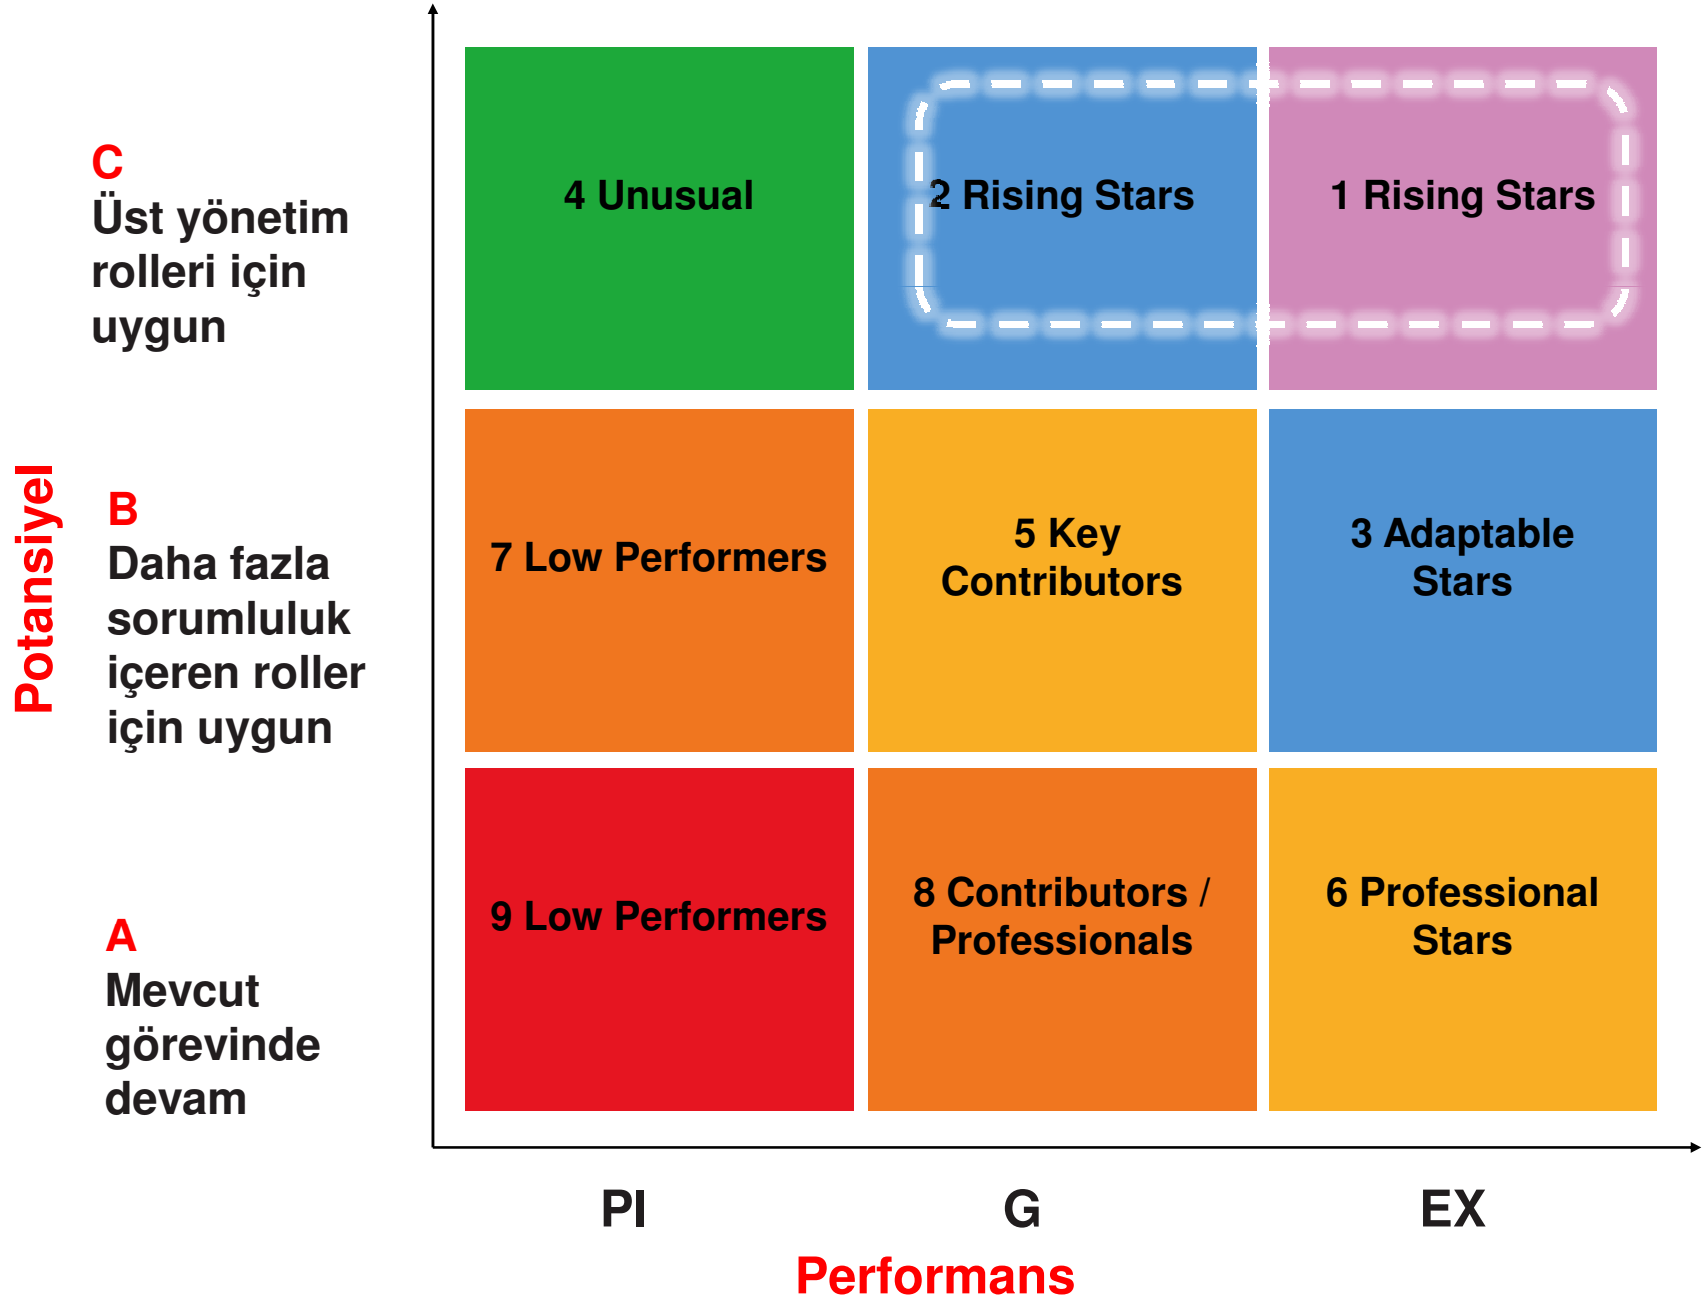 C
Üst yönetim
rolleri için
uygun
4 Unusual
2 Rising Stars
1 Rising Stars
Potansiyel
B
Daha fazla
sorumluluk
içeren roller
için uygun
7 Low Performers
5 Key
Contributors
3 Adaptable
Stars
A
Mevcut
görevinde
devam
9 Low Performers
8 Contributors /
Professionals
6 Professional
Stars
PI
G
EX
Performans